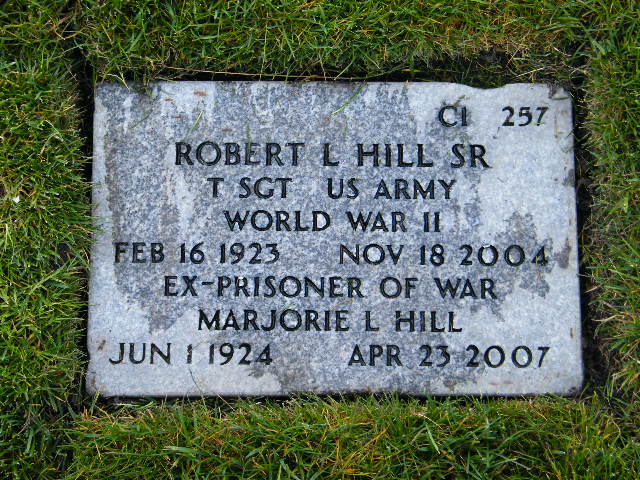 C1 257
ROBERT L HILL SR
T SGT US ARMY
WORLD WAR II
FEB 16 1923 NOV 18 2004
EX-PRISONER OF WAR
MARJORIE L HILL
JUN 1 1924 APR 23 2007